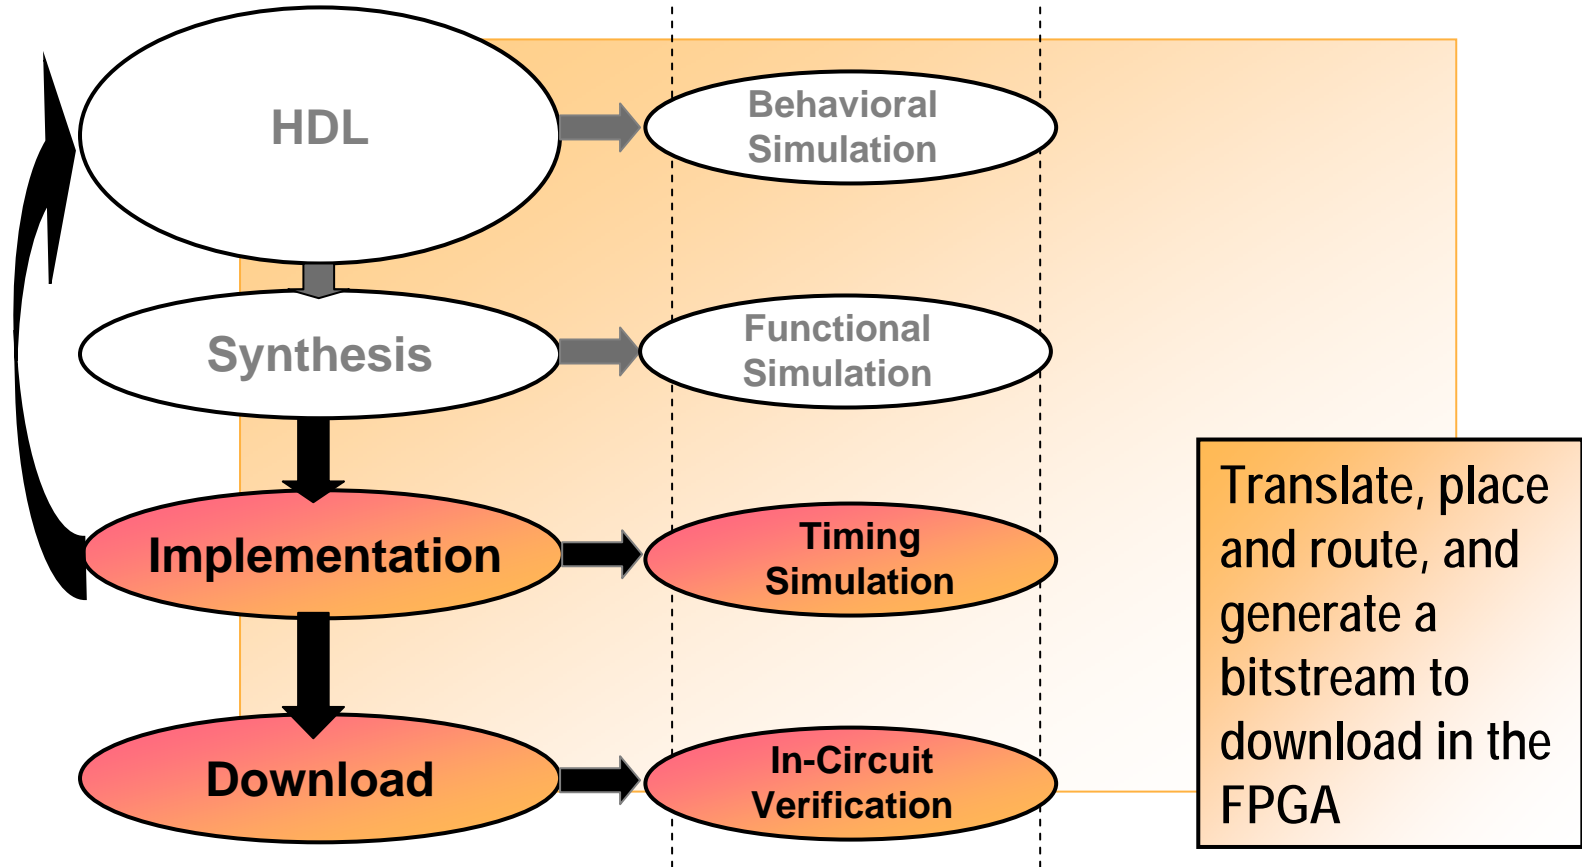 HDL
Behavioral
Simulation
Synthesis
Functional
Simulation
Implementation
Timing
Simulation
Translate, place
and route, and
generate a
bitstream to
download in the
FPGA
Download
In-Circuit
Verification